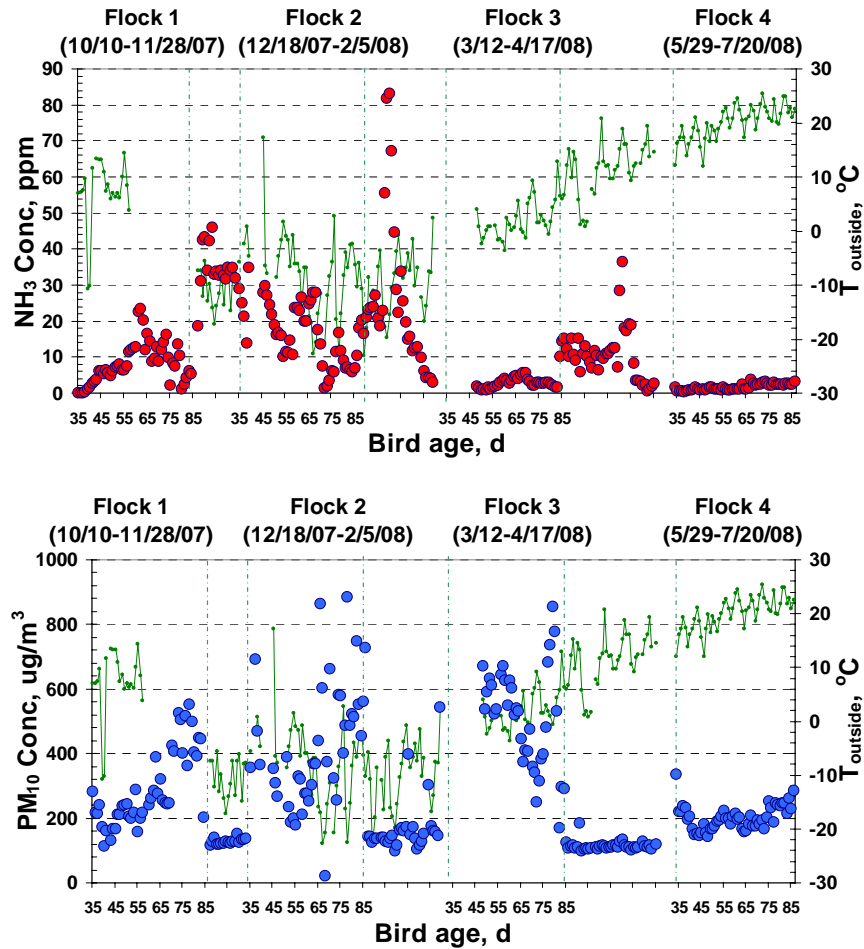 Flock 1 Flock 2 Flock 3 Flock 4
(10/10-11/28/07) (12/18/07-2/5/08) (3/12-4/17/08) (5/29-7/20/08)
90 30
80
70 20
60 10
50
40 0
30 -10
20
10 -20
0 -30
NH3 Conc, ppm
T outside, ºC
35 45 55 65 75 85 35 45 55 65 75 85 35 45 55 65 75 85 35 45 55 65 75 85
Bird age, d
Flock 1 Flock 2 Flock 3 Flock 4
(10/10-11/28/07) (12/18/07-2/5/08) (3/12-4/17/08) (5/29-7/20/08)
1000 30
800 20
10
600
0
400
-10
200 -20
0 -30
PM10 Conc, ug/m3
T outside, ºC
35 45 55 65 75 85 35 45 55 65 75 85 35 45 55 65 75 85 35 45 55 65 75 85
Bird age, d